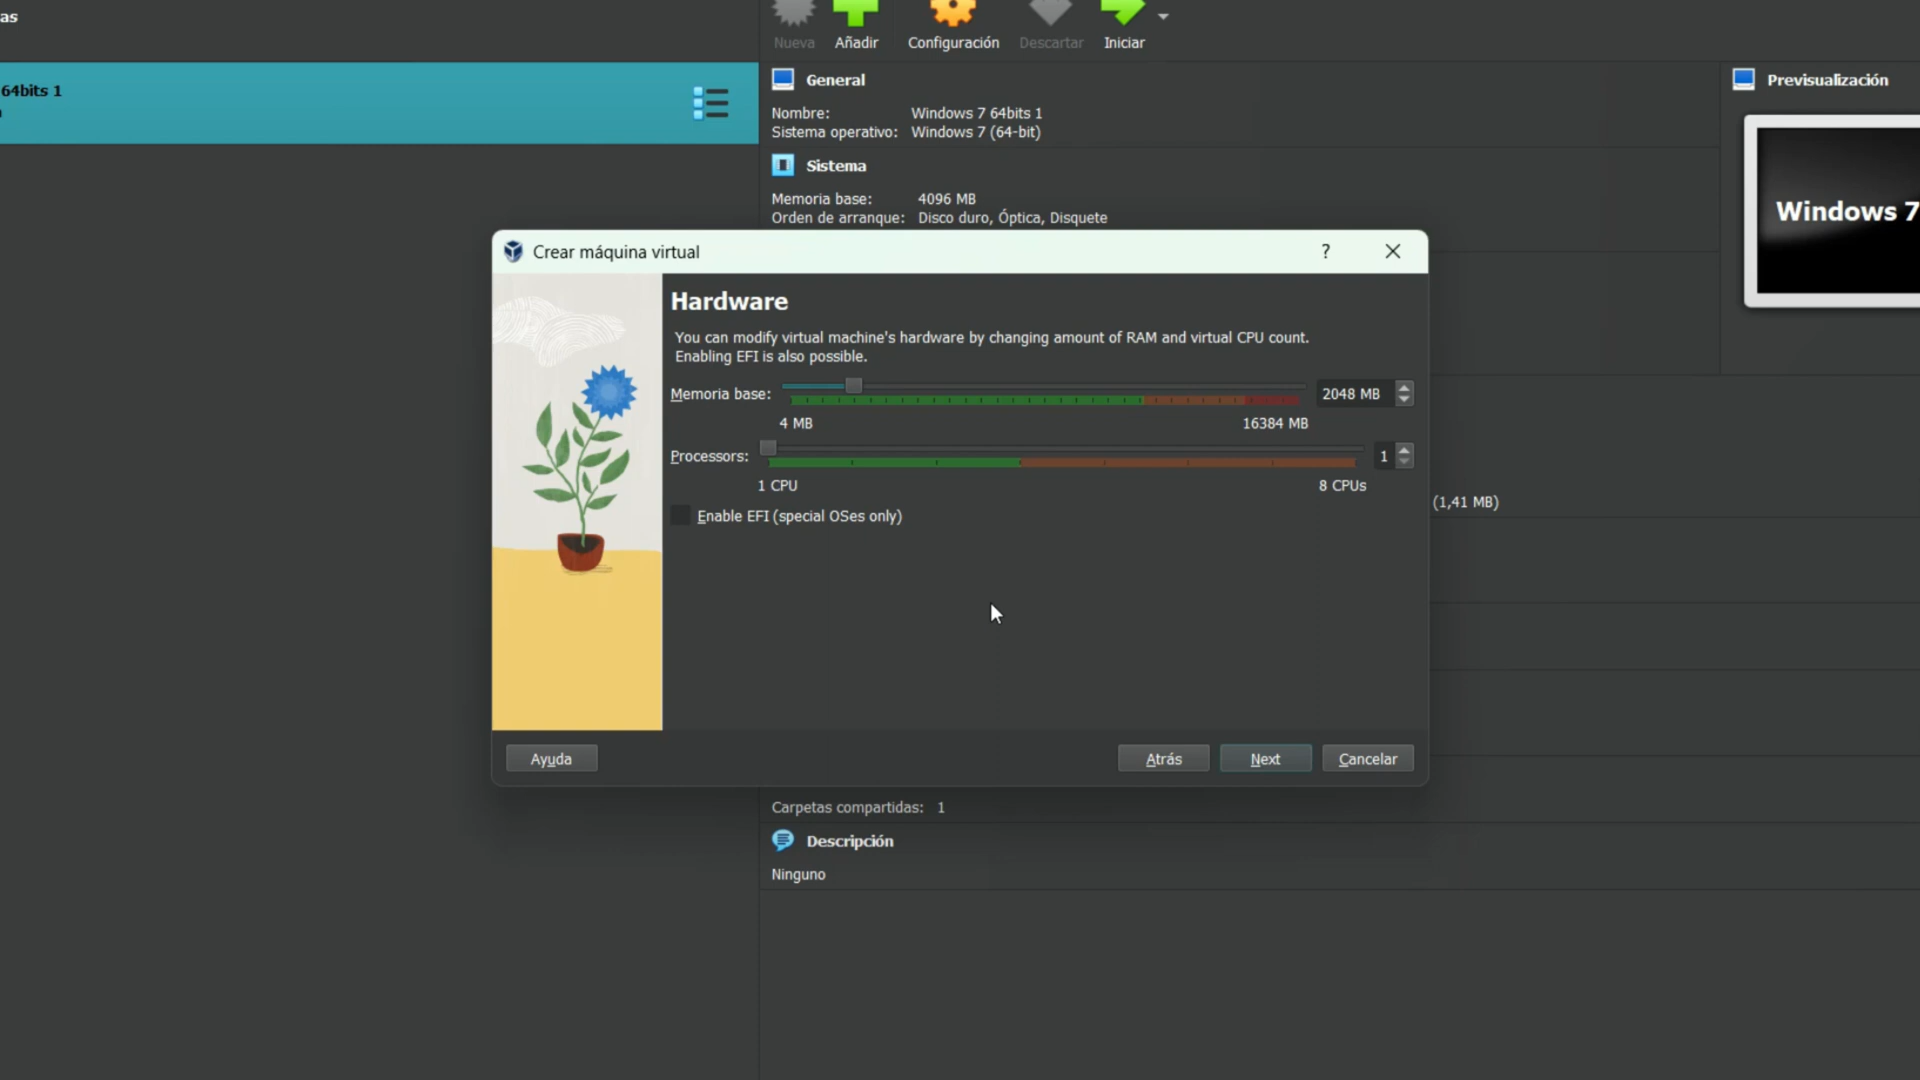 as
Nueva
Añadir
Configuración
Descartar
Iniciar
64bits 1
General
Nombre: Windows 7 64bits 1
Sistema operativo: Windows 7 (64-bit)
Sistema
Memoria base: 4096 MB
Orden de arranque: Disco duro, Óptica, Disquete
Previsualización
Windows 7
Crear máquina virtual
?
Hardware
You can modify virtual machine's hardware by changing amount of RAM and virtual CPU count.
Enabling EFI is also possible.
Memoria base: 2048 MB
4 MB 16384 MB
Processors: 1
1 CPU 8 CPUs
Enable EFI (special OSes only)
(1,41 MB)
Ayuda
Atrás
Next
Cancelar
Carpetas compartidas: 1
Descripción
Ninguno